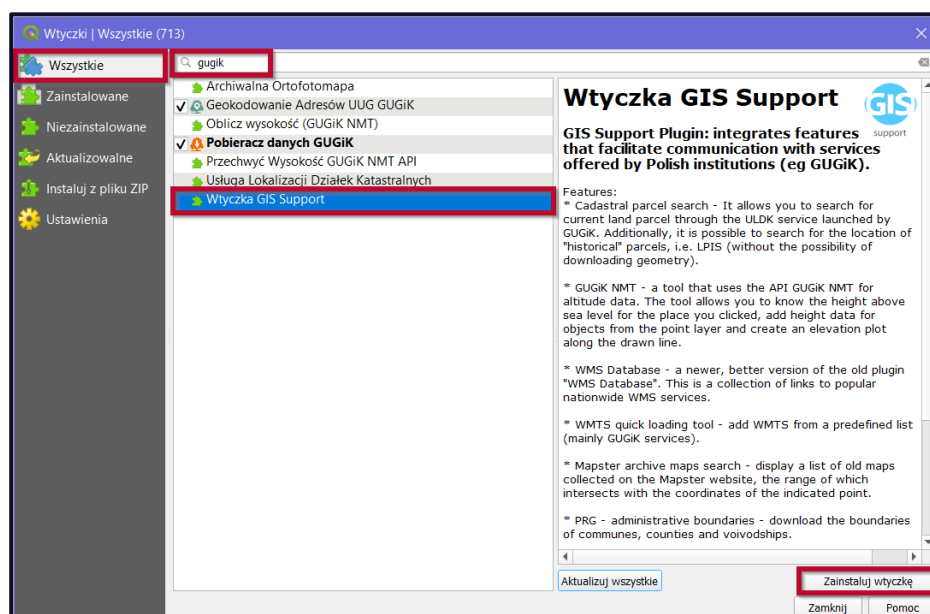 Wtyczki | Wszystkie (713)
Wszystkie
Zainstalowane
Niezainstalowane
Aktualizowalne
Instaluj z pliku ZIP
Ustawienia
gugik
Archiwalna Ortofotomapa
Geokodowanie Adresów UUG GUGiK
Oblicz wysokość (GUGiK NMT)
Pobieracz danych GUGiK
Przechwyć Wysokość GUGiK NMT API
Usługa Lokalizacji Działek Katastralnych
Wtyczka GIS Support
Wtyczka GIS Support
GIS
support
GIS Support Plugin: integrates features
that facilitate communication with services
offered by Polish institutions (eg GUGiK).
Features:
* Cadastral parcel search - It allows you to search for
current land parcel through the ULDK service launched by
GUGiK. Additionally, it is possible to search for the location of
"historical" parcels, i.e. LPIS (without the possibility of
downloading geometry).
* GUGiK NMT - a tool that uses the API GUGiK NMT for
altitude data. The tool allows you to know the height above
sea level for the place you clicked, add height data for
objects from the point layer and create an elevation plot
along the drawn line.
* WMS Database - a newer, better version of the old plugin
"WMS Database". This is a collection of links to popular
nationwide WMS services.
* WMTS quick loading tool - add WMTS from a predefined list
(mainly GUGiK services).
* Mapster archive maps search - display a list of old maps
collected on the Mapster website, the range of which
intersects with the coordinates of the indicated point.
* PRG - administrative boundaries - download the boundaries
of communes, counties and voivodships.
Aktualizuj wszystkie
Zainstaluj wtyczkę
Zamknij
Pomoc